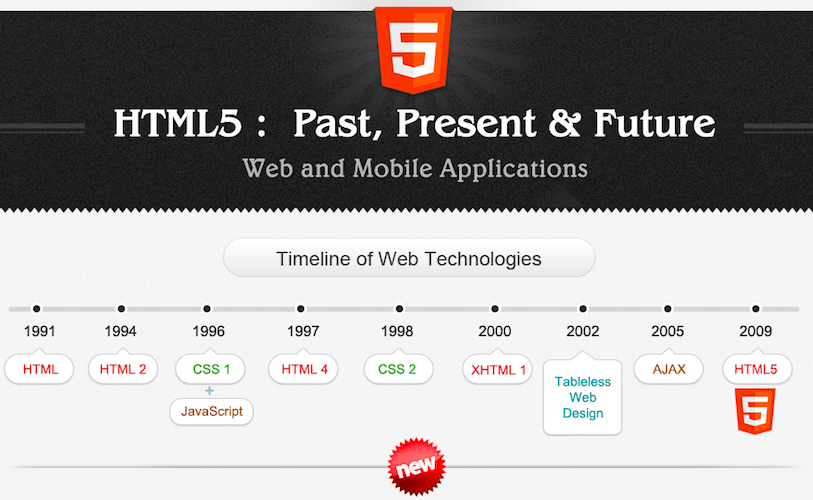 5
HTML5 : Past, Present & Future
Web and Mobile Applications
Timeline of Web Technologies
1991 1994 1996 1997 1998 2000 2002 2005 2009
HTML HTML 2 CSS 1 HTML 4 CSS 2 XHTML 1 Tableless Web Design AJAX HTML5
+
JavaScript
5
new